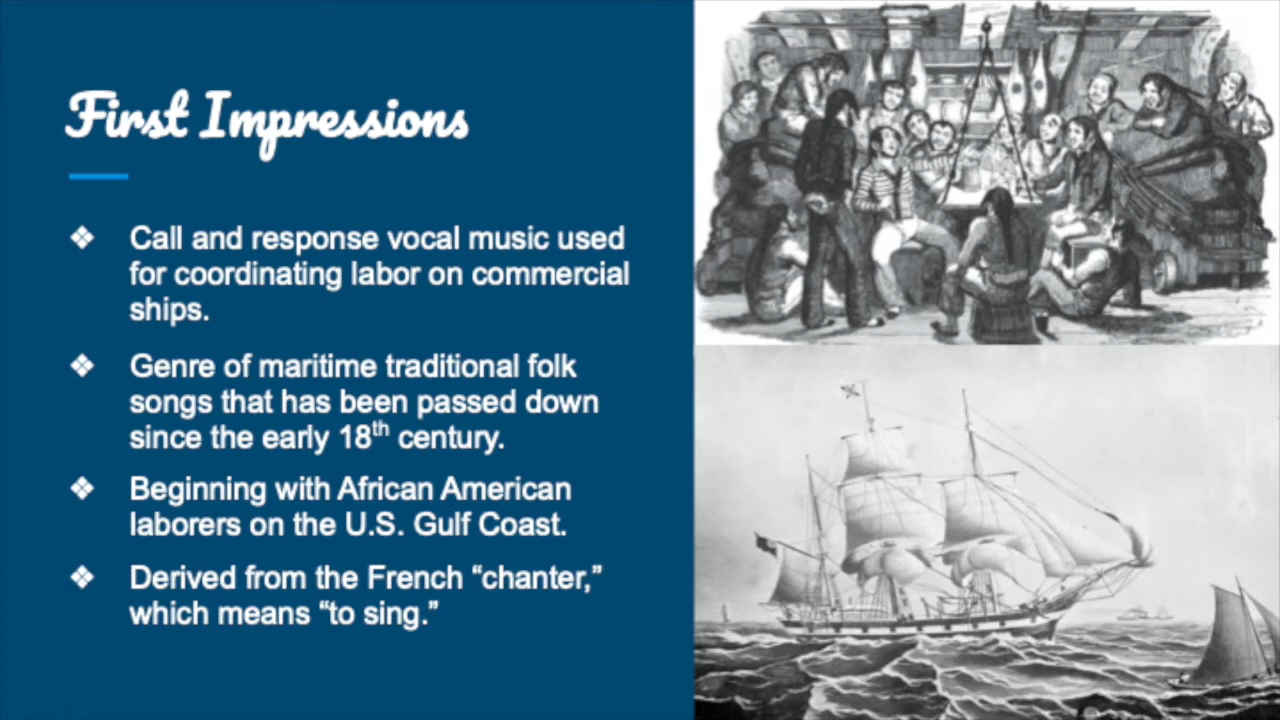 First Impressions
❖ Call and response vocal music used
for coordinating labor on commercial
ships.
❖ Genre of maritime traditional folk
songs that has been passed down
since the early 18th century.
❖ Beginning with African American
laborers on the U.S. Gulf Coast.
❖ Derived from the French “chanter,”
which means “to sing.”